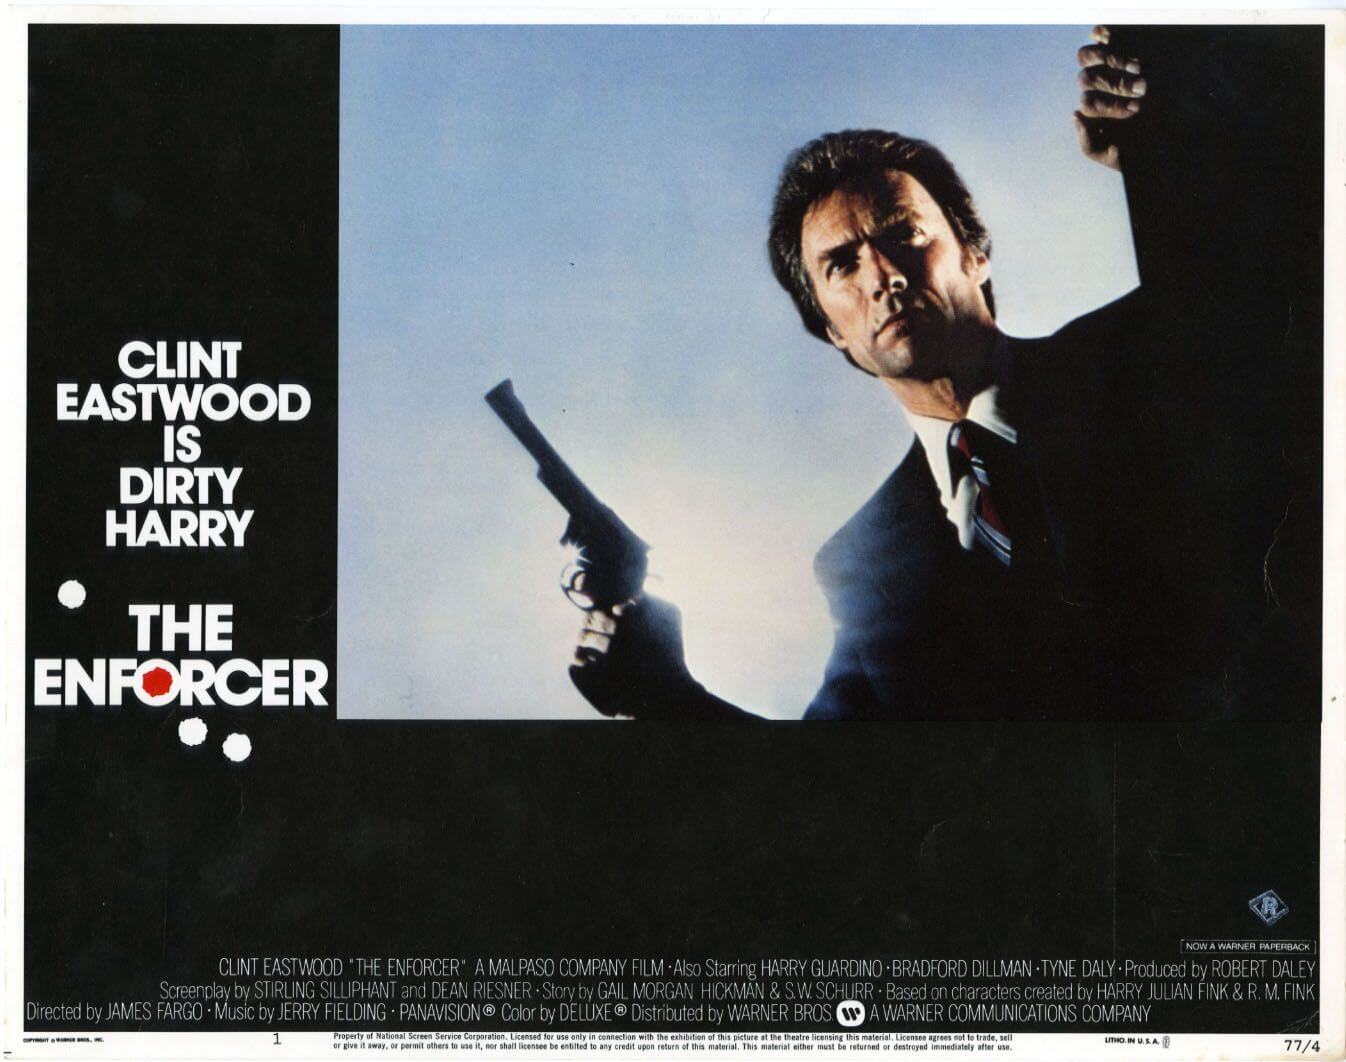 CLINT
EASTWOOD
IS
DIRTY
HARRY
THE
ENFORCER
R
NOW A WARNER PAPERBACK
CLINT EASTWOOD "THE ENFORCER" A MALPASO COMPANY FILM · Also Starring HARRY GUARDINO · BRADFORD DILLMAN · TYNE DALY · Produced by ROBERT DALEY
Screenplay by STIRLING SILLIPHANT and DEAN RIESNER · Story by GAIL MORGAN HICKMAN & S.W. SCHURR · Based on characters created by HARRY JULIAN FINK & R. M. FINK
Directed by JAMES FARGO · Music by JERRY FIELDING · PANAVISION® Color by DELUXE® Distributed by WARNER BROS A WARNER COMMUNICATIONS COMPANY
COPYRIGHT © WARNER BROS., INC.
1
Property of National Screen Service Corporation. Licensed for use only in connection with the exhibition of this picture at the theatre licensing this material. Licensee agrees not to trade, sell
or give it away, or permit others to use it, nor shall licensee be entitled to any credit upon return of this material. This material either must be returned or destroyed immediately after use.
LITHO. IN U.S.A.
77/4